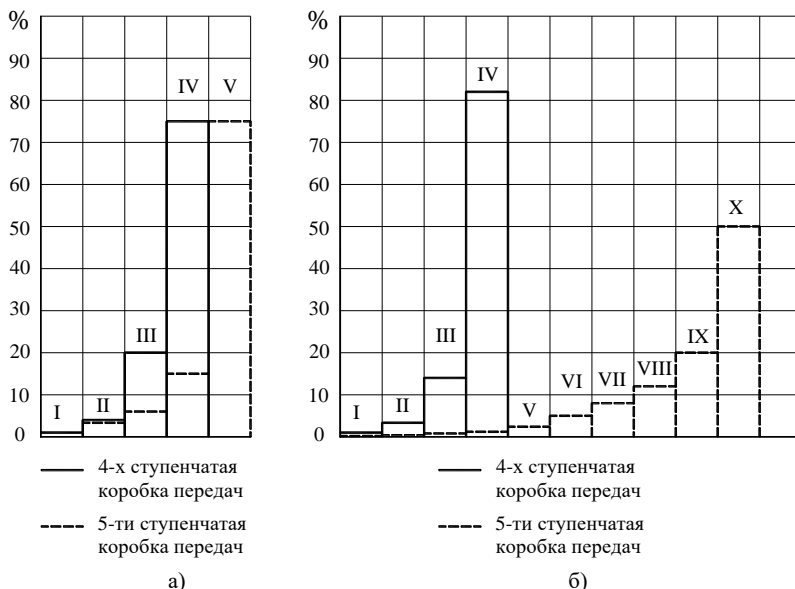 %
90
80
70
60
50
40
30
20
10
0
I
II
III
IV
V
4-х ступенчатая
коробка передач
5-ти ступенчатая
коробка передач
а)
%
90
80
70
60
50
40
30
20
10
0
I
II
III
IV
V
VI
VII
VIII
IX
X
4-х ступенчатая
коробка передач
5-ти ступенчатая
коробка передач
б)